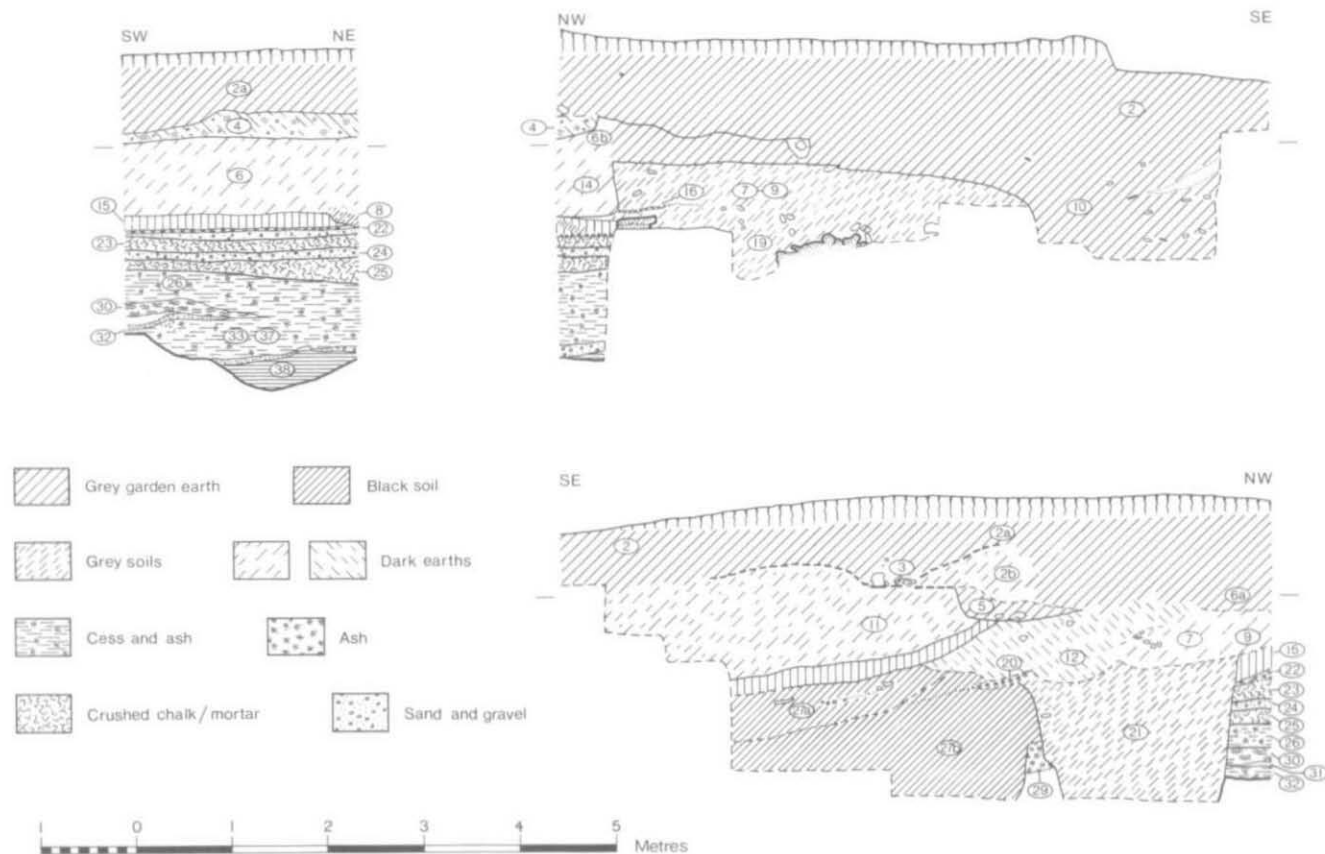 SW NE
2a
4
6
15 8
22
23 24
25
26
30
32 33 37
38
NW SE
2
4 6b
14 16 7 9
10
19
Grey garden earth Black soil
Grey soils Dark earths
Cess and ash Ash
Crushed chalk/mortar Sand and gravel
SE NW
2 2a
3 2b
5 6a
11 7 9
12
20 15
22
23
24
25
21 26
27b 30
31
29 32
1 0 1 2 3 4 5 Metres